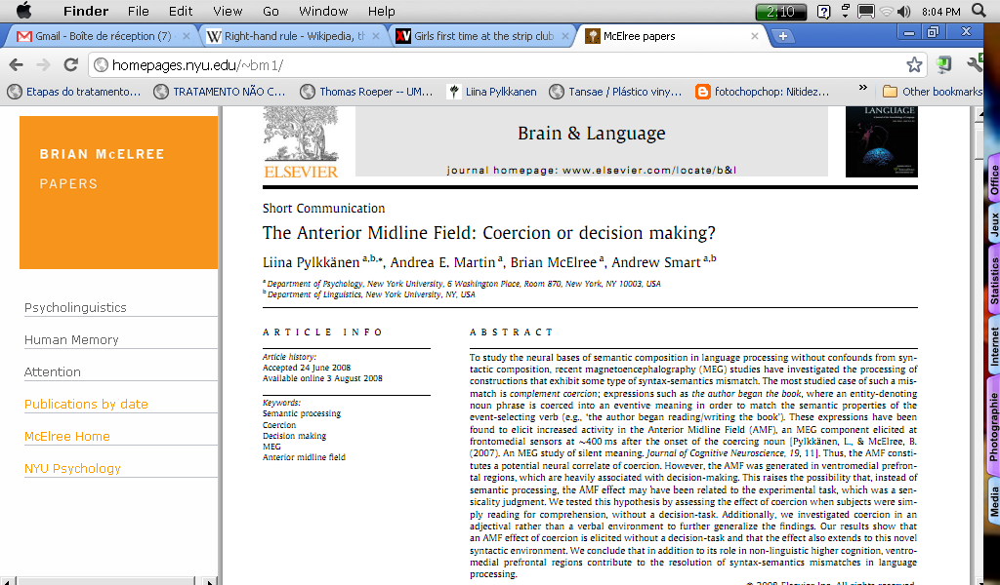 Finder File Edit View Go Window Help 2:10 8:04 PM
Gmail - Boîte de réception (7) Right-hand rule - Wikipedia, th Girls first time at the strip club McElree papers
homepages.nyu.edu/~bm1/
Etapas do tratamento... TRATAMENTO NÃO C... Thomas Roeper -- UM... Liina Pylkkanen Tansae / Plástico viny... fotochopchop: Nitidez... » Other bookmarks
BRIAN McELREE
PAPERS
Psycholinguistics
Human Memory
Attention
Publications by date
McElree Home
NYU Psychology
ELSEVIER
Brain & Language
journal homepage: www.elsevier.com/locate/b&l
LANGUAGE
Short Communication
The Anterior Midline Field: Coercion or decision making?
Liina Pylkkänen a,b,*, Andrea E. Martin a, Brian McElree a, Andrew Smart a,b
a Department of Psychology, New York University, 6 Washington Place, Room 870, New York, NY 10003, USA
b Department of Linguistics, New York University, NY, USA
ARTICLE INFO
Article history:
Accepted 24 June 2008
Available online 3 August 2008
Keywords:
Semantic processing
Coercion
Decision making
MEG
Anterior midline field
ABSTRACT
To study the neural bases of semantic composition in language processing without confounds from syn-
tactic composition, recent magnetoencephalography (MEG) studies have investigated the processing of
constructions that exhibit some type of syntax-semantics mismatch. The most studied case of such a mis-
match is complement coercion; expressions such as the author began the book, where an entity-denoting
noun phrase is coerced into an eventive meaning in order to match the semantic properties of the
event-selecting verb (e.g., 'the author began reading/writing the book'). These expressions have been
found to elicit increased activity in the Anterior Midline Field (AMF), an MEG component elicited at
frontomedial sensors at ~400 ms after the onset of the coercing noun [Pylkkänen, L., & McElree, B.
(2007). An MEG study of silent meaning. Journal of Cognitive Neuroscience, 19, 11]. Thus, the AMF consti-
tutes a potential neural correlate of coercion. However, the AMF was generated in ventromedial prefron-
tal regions, which are heavily associated with decision-making. This raises the possibility that, instead of
semantic processing, the AMF effect may have been related to the experimental task, which was a sen-
sicality judgment. We tested this hypothesis by assessing the effect of coercion when subjects were sim-
ply reading for comprehension, without a decision-task. Additionally, we investigated coercion in an
adjectival rather than a verbal environment to further generalize the findings. Our results show that
an AMF effect of coercion is elicited without a decision-task and that the effect also extends to this novel
syntactic environment. We conclude that in addition to its role in non-linguistic higher cognition, ventro-
medial prefrontal regions contribute to the resolution of syntax-semantics mismatches in language
processing.
© 2008 Elsevier Inc. All rights reserved.
Office
Jeux
Statistics
Internet
Photographie
Media